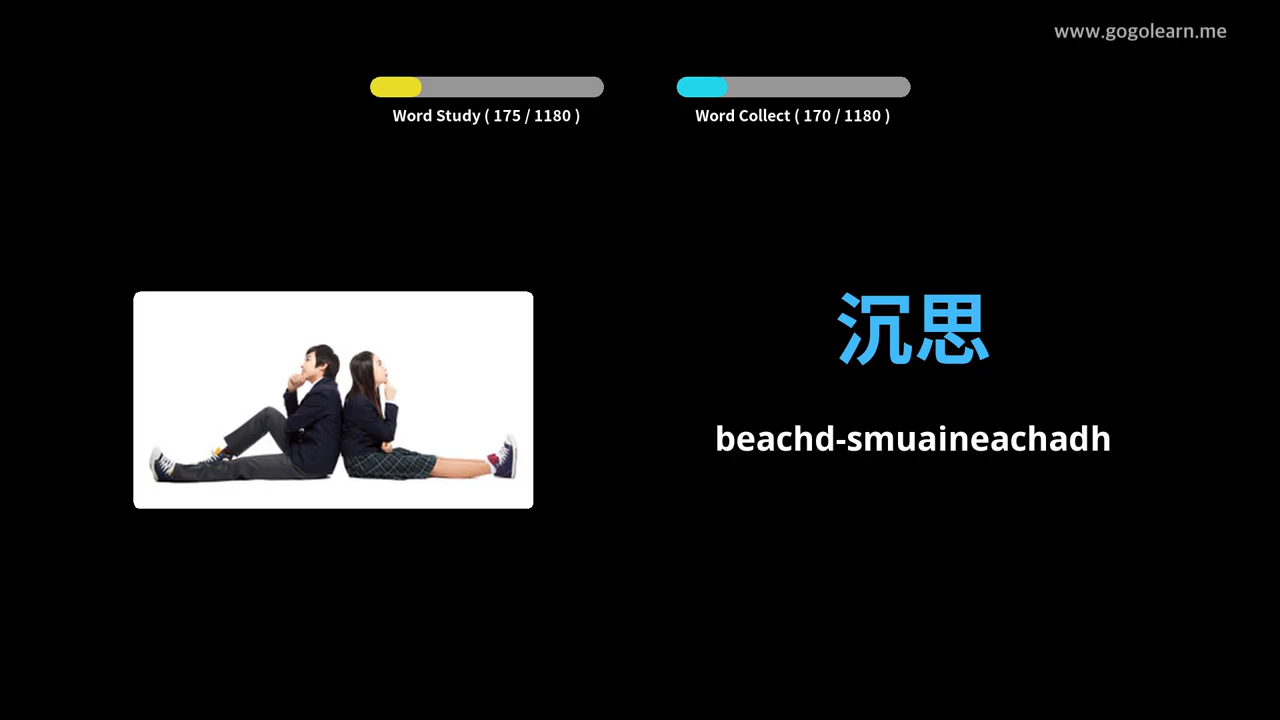 www.gogolearn.me
Word Study ( 175 / 1180 )
Word Collect ( 170 / 1180 )
沉思
beachd-smuaineachadh